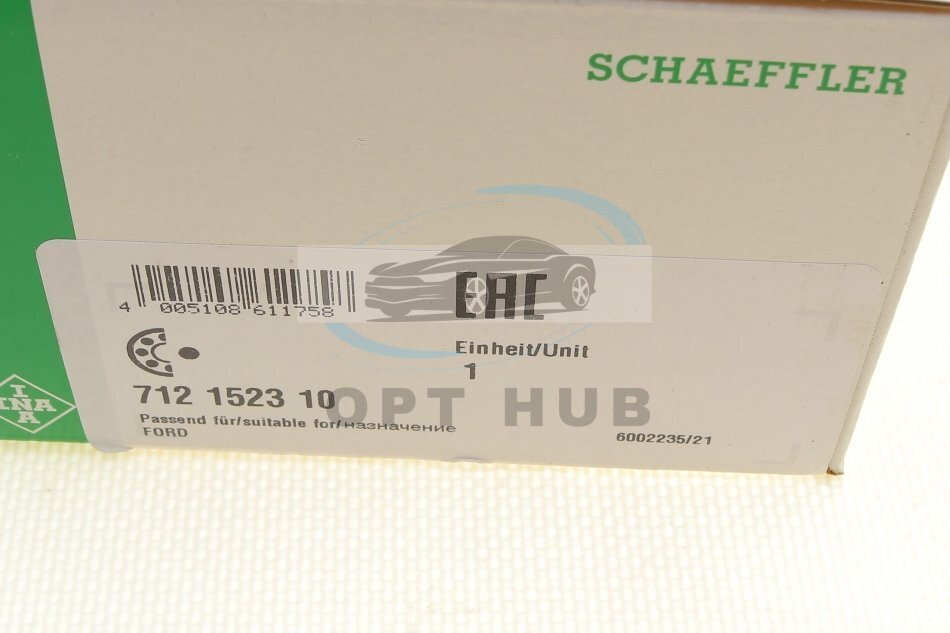 SCHAEFFLER
4 005108 611758
EAC
Einheit/Unit
1
712 1523 10
OPT HUB
Passend für/suitable for/назначение
FORD
6002235/21
I
INA
A